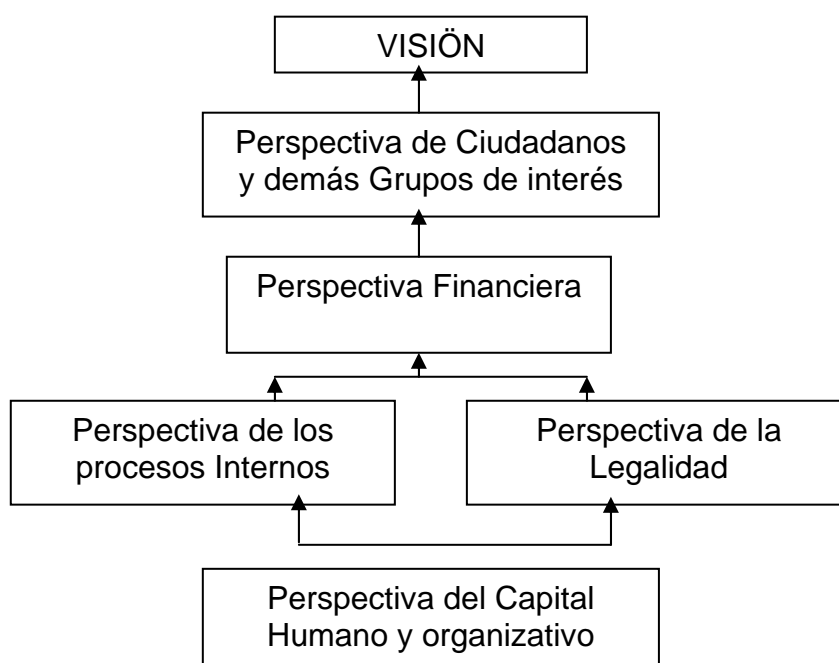 VISIÖN
Perspectiva de Ciudadanos
y demás Grupos de interés
Perspectiva Financiera
Perspectiva de los
procesos Internos
Perspectiva de la
Legalidad
Perspectiva del Capital
Humano y organizativo